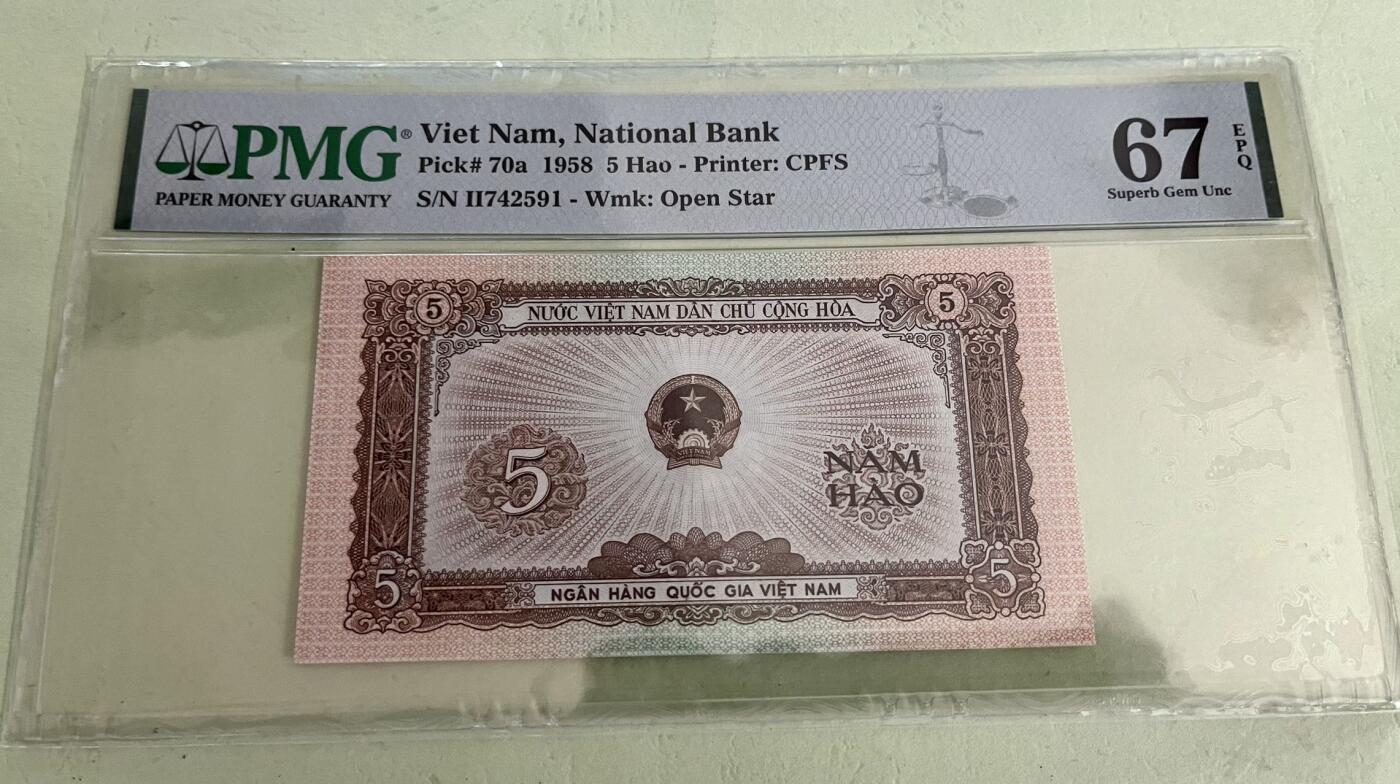 PMG®
PAPER MONEY GUARANTY
Viet Nam, National Bank
Pick# 70a 1958 5 Hao - Printer: CPFS
S/N II742591 - Wmk: Open Star
67
EPQ
Superb Gem Unc
5
5
NƯỚC VIỆT NAM DÂN CHỦ CỘNG HÒA
VIỆT NAM
5
NĂM
HÀO
5
5
NGÂN HÀNG QUỐC GIA VIỆT NAM